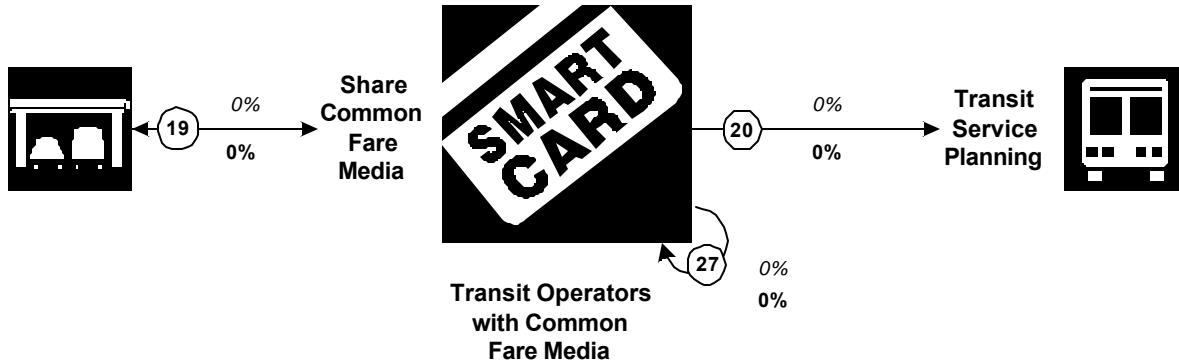 19
0%
0%
Share
Common
Fare
Media
SMART
CARD
20
0%
0%
Transit
Service
Planning
27
0%
0%
Transit Operators
with Common
Fare Media